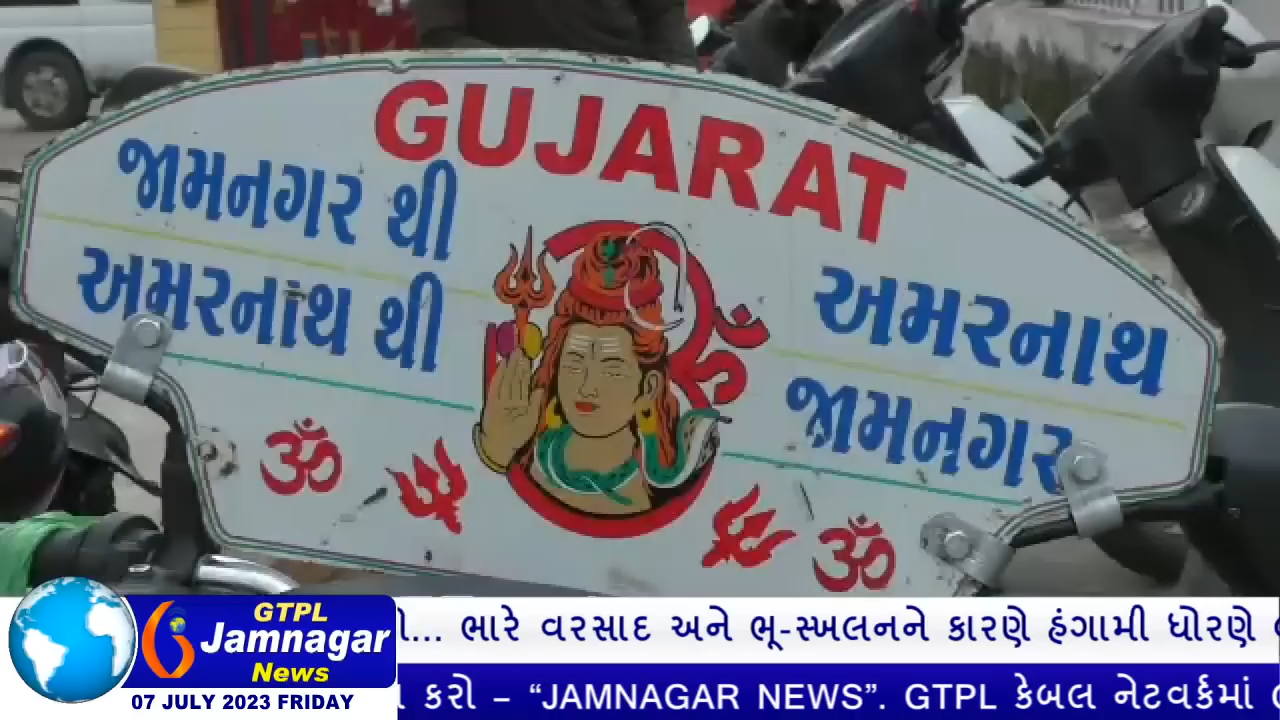 GUJARAT
જામનગર થી
અમરનાથ
અમરનાથ થી
જામનગર
ॐ
ॐ
ॐ
GTPL
Jamnagar
News
07 JULY 2023 FRIDAY
... ભારે વરસાદ અને ભૂ-સ્ખલનને કારણે હંગામી ધોરણે
કરો – “JAMNAGAR NEWS”. GTPL કેબલ નેટવર્કમાં